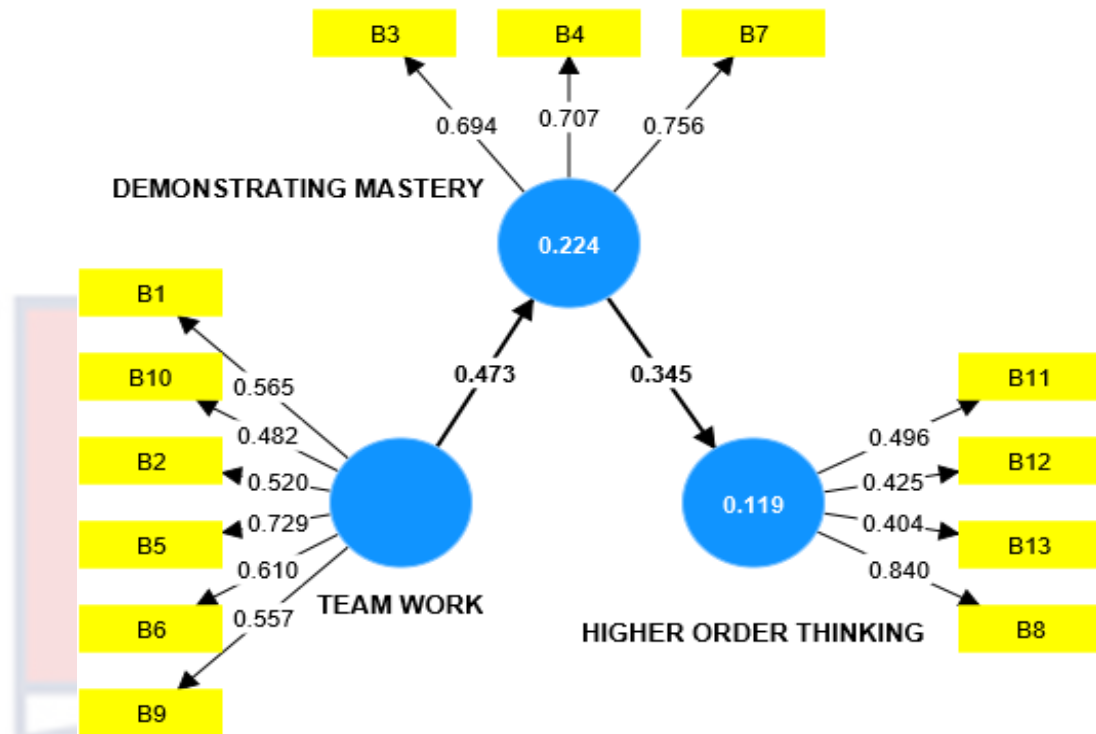 B3
B4
B7
0.694
0.707
0.756
DEMONSTRATING MASTERY
0.224
B1
B10
B2
B5
B6
B9
0.565
0.482
0.520
0.729
0.610
0.557
0.473
0.345
TEAM WORK
0.119
HIGHER ORDER THINKING
0.496
0.425
0.404
0.840
B11
B12
B13
B8